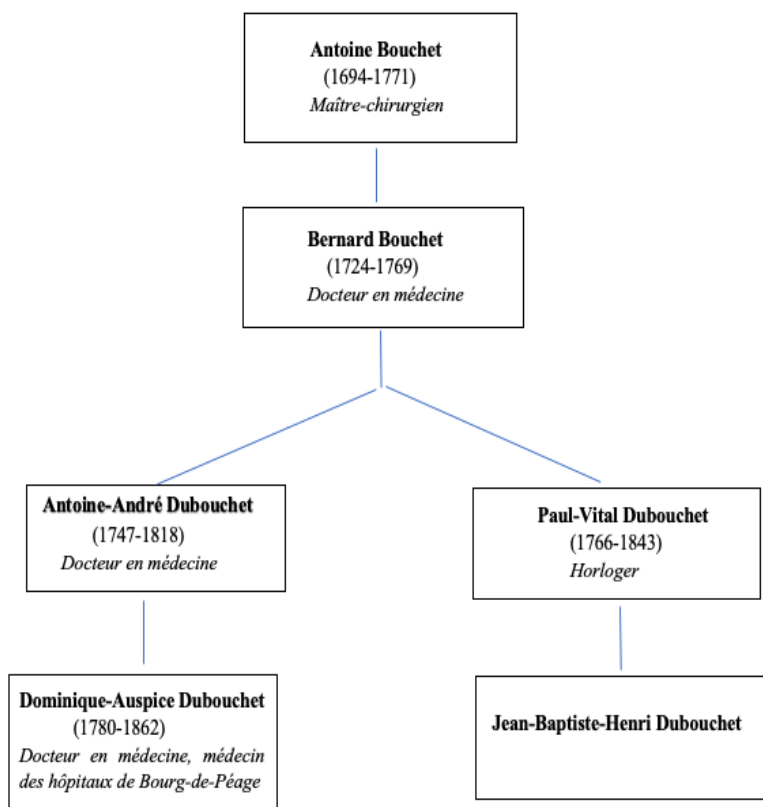 Antoine Bouchet
(1694-1771)
Maître-chirurgien
Bernard Bouchet
(1724-1769)
Docteur en médecine
Antoine-André Dubouchet
(1747-1818)
Docteur en médecine
Paul-Vital Dubouchet
(1766-1843)
Horloger
Dominique-Auspice Dubouchet
(1780-1862)
Docteur en médecine, médecin
des hôpitaux de Bourg-de-Péage
Jean-Baptiste-Henri Dubouchet